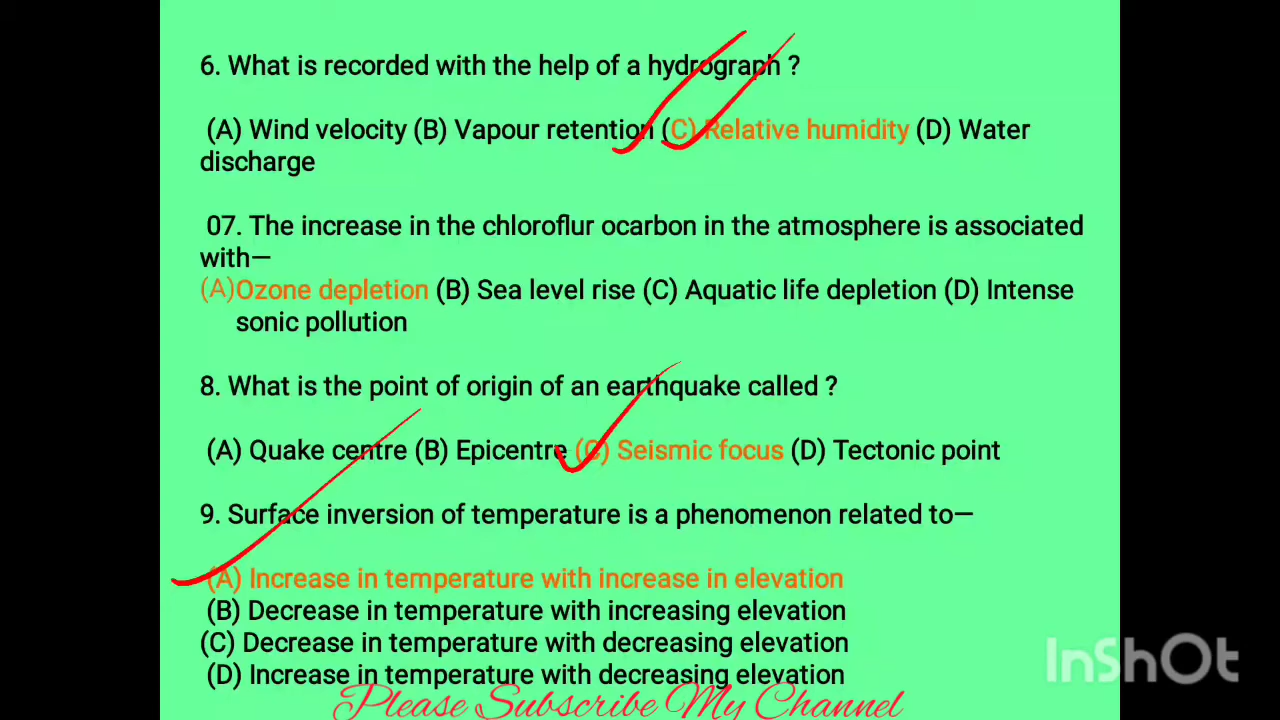 6. What is recorded with the help of a hydrograph ?
(A) Wind velocity (B) Vapour retention (C) Relative humidity (D) Water
discharge
07. The increase in the chloroflur ocarbon in the atmosphere is associated
with—
(A)Ozone depletion (B) Sea level rise (C) Aquatic life depletion (D) Intense
sonic pollution
8. What is the point of origin of an earthquake called ?
(A) Quake centre (B) Epicentre (C) Seismic focus (D) Tectonic point
9. Surface inversion of temperature is a phenomenon related to—
(A) Increase in temperature with increase in elevation
(B) Decrease in temperature with increasing elevation
(C) Decrease in temperature with decreasing elevation
(D) Increase in temperature with decreasing elevation
Please Subscribe My Channel
InShOt